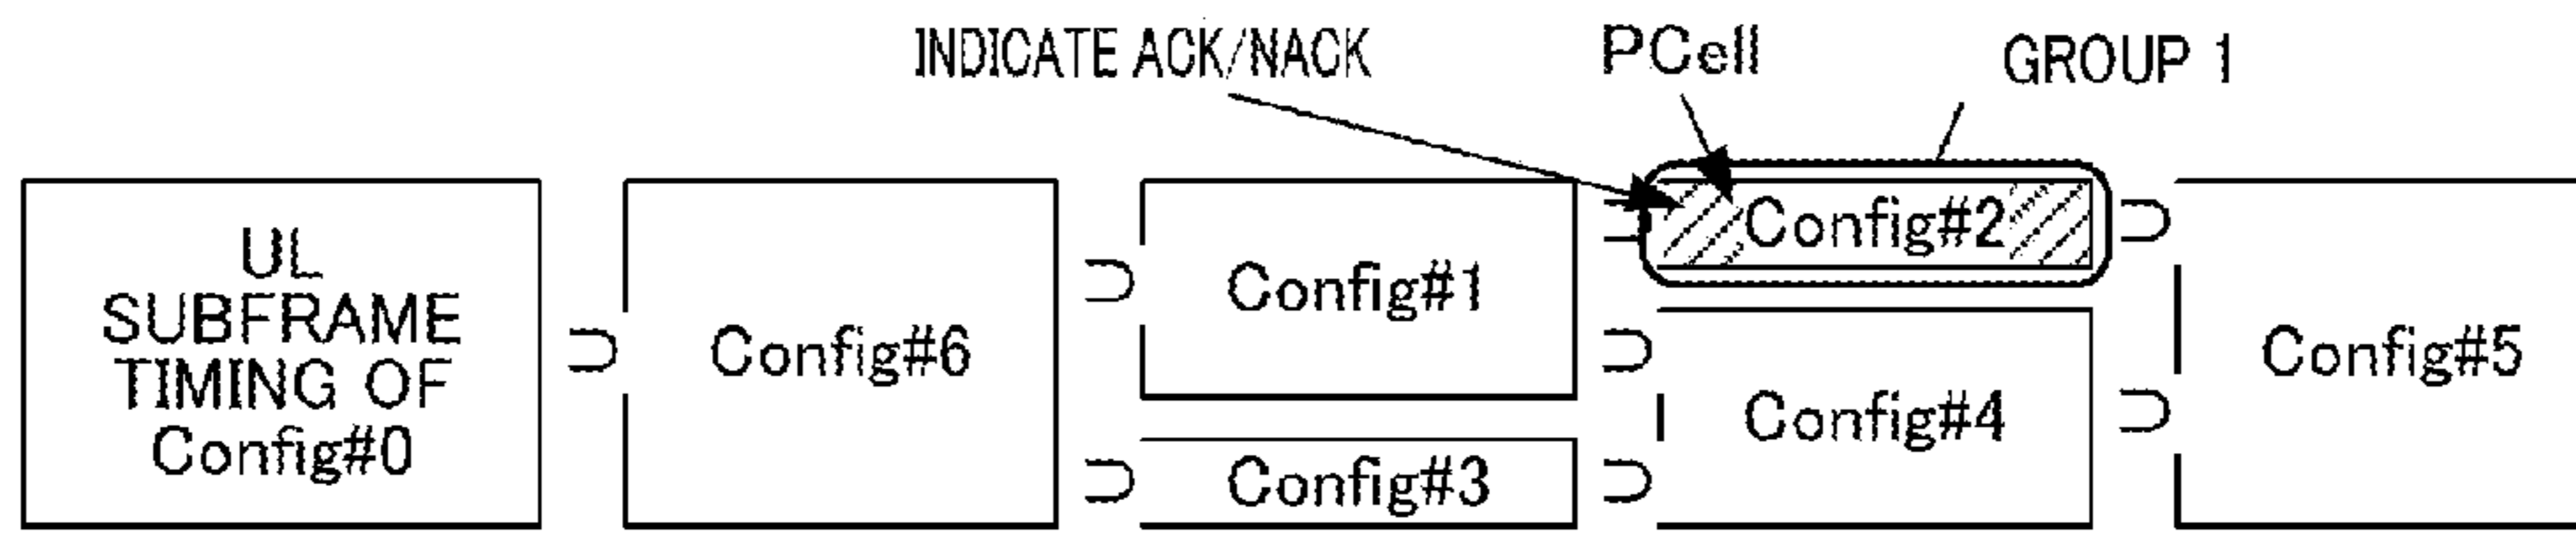 INDICATE ACK/NACK
PCell
GROUP 1
UL
SUBFRAME
TIMING OF
Config#0
⊃
Config#6
⊃
Config#1
⊃
Config#2
⊃
Config#5
⊃
Config#4
⊃
⊃
Config#3
⊃